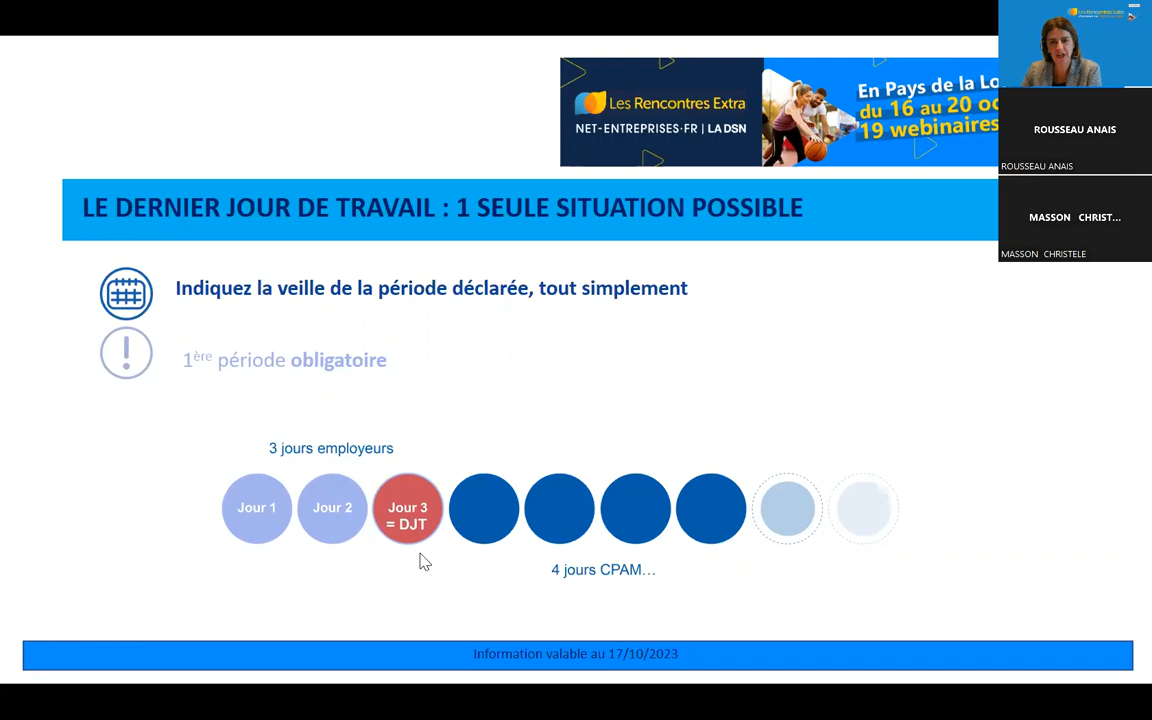 Les Rencontres Extra
En Pays de la Lo
du 16 au 20 oc
19 webinaires
NET-ENTREPRISES·FR | LA DSN
ROUSSEAU ANAIS
ROUSSEAU ANAIS
MASSON CHRIST...
MASSON CHRISTELE
LE DERNIER JOUR DE TRAVAIL : 1 SEULE SITUATION POSSIBLE
Indiquez la veille de la période déclarée, tout simplement
1ère période obligatoire
3 jours employeurs
Jour 1
Jour 2
Jour 3
= DJT
4 jours CPAM…
Information valable au 17/10/2023